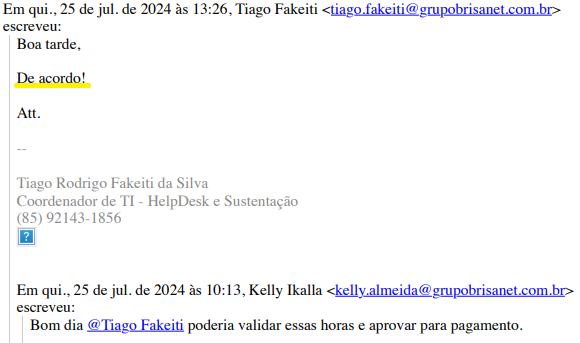 Em qui., 25 de jul. de 2024 às 13:26, Tiago Fakeiti <tiago.fakeiti@grupobrisanet.com.br>
escreveu:
Boa tarde,
De acordo!
Att.
--
Tiago Rodrigo Fakeiti da Silva
Coordenador de TI - HelpDesk e Sustentação
(85) 92143-1856
?
Em qui., 25 de jul. de 2024 às 10:13, Kelly Ikalla <kelly.almeida@grupobrisanet.com.br>
escreveu:
Bom dia @Tiago Fakeiti poderia validar essas horas e aprovar para pagamento.